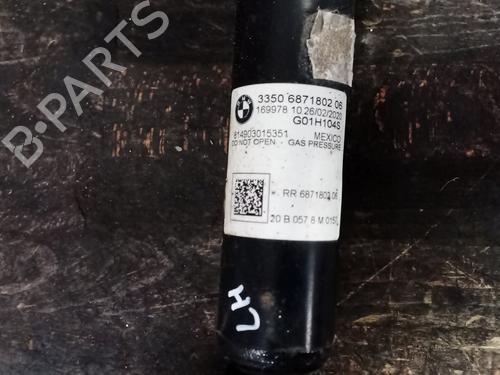 3350 6871802 06
169978 10 26/02/2020
G01H104S
814903015351 MEXICO
DO NOT OPEN - GAS PRESSURE
RR 6871802 06
20 B 057 8 M 015
LH
B-PARTS